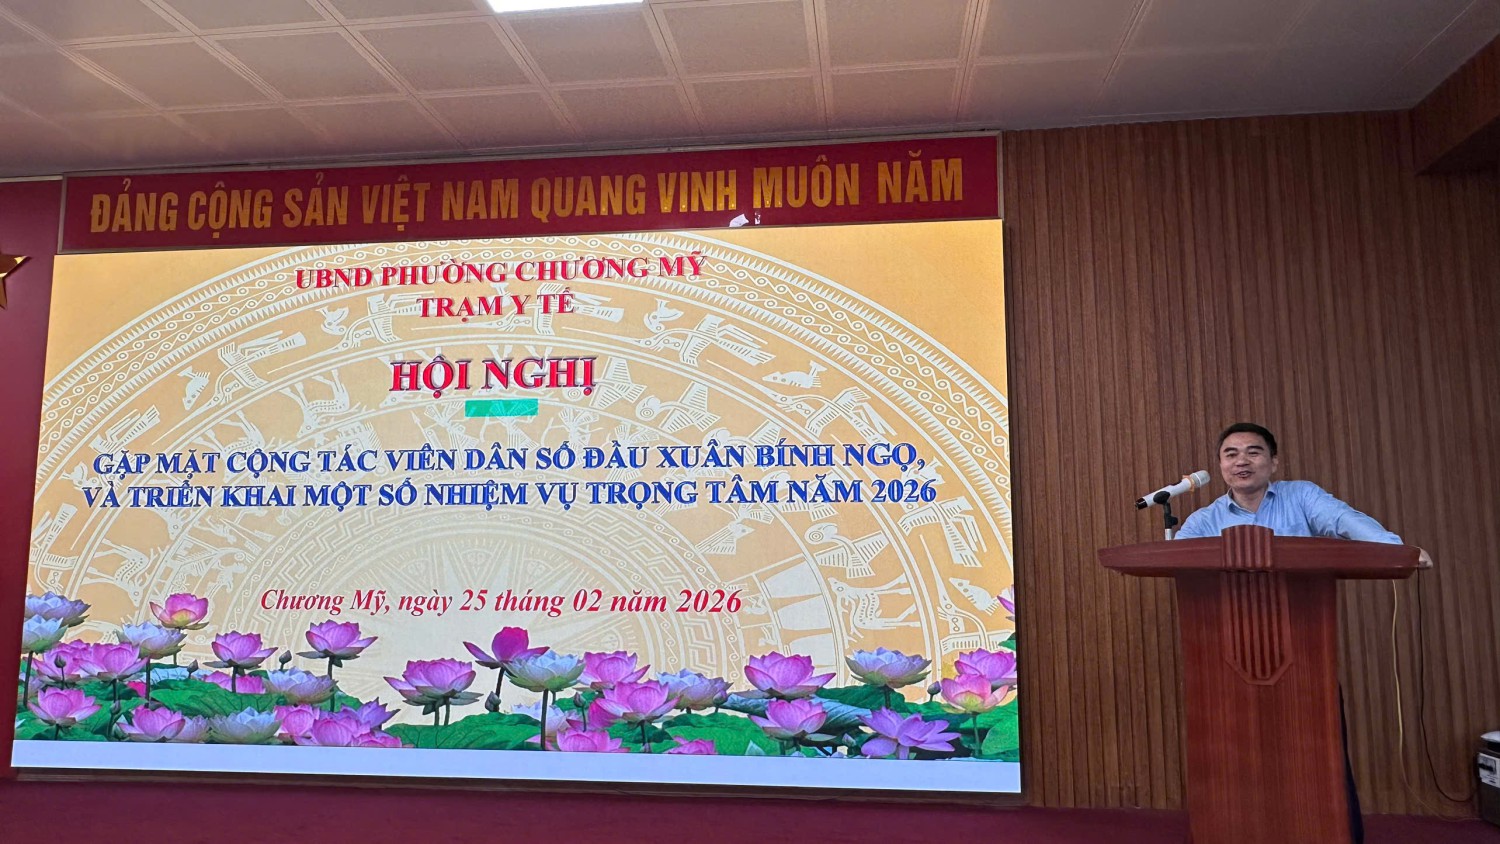 ĐẢNG CỘNG SẢN VIỆT NAM QUANG VINH MUÔN NĂM
UBND PHƯỜNG CHƯƠNG MỸ
TRẠM Y TẾ
HỘI NGHỊ
GẶP MẶT CỘNG TÁC VIÊN DÂN SỐ ĐẦU XUÂN BÍNH NGỌ,
VÀ TRIỂN KHAI MỘT SỐ NHIỆM VỤ TRỌNG TÂM NĂM 2026
Chương Mỹ, ngày 25 tháng 02 năm 2026